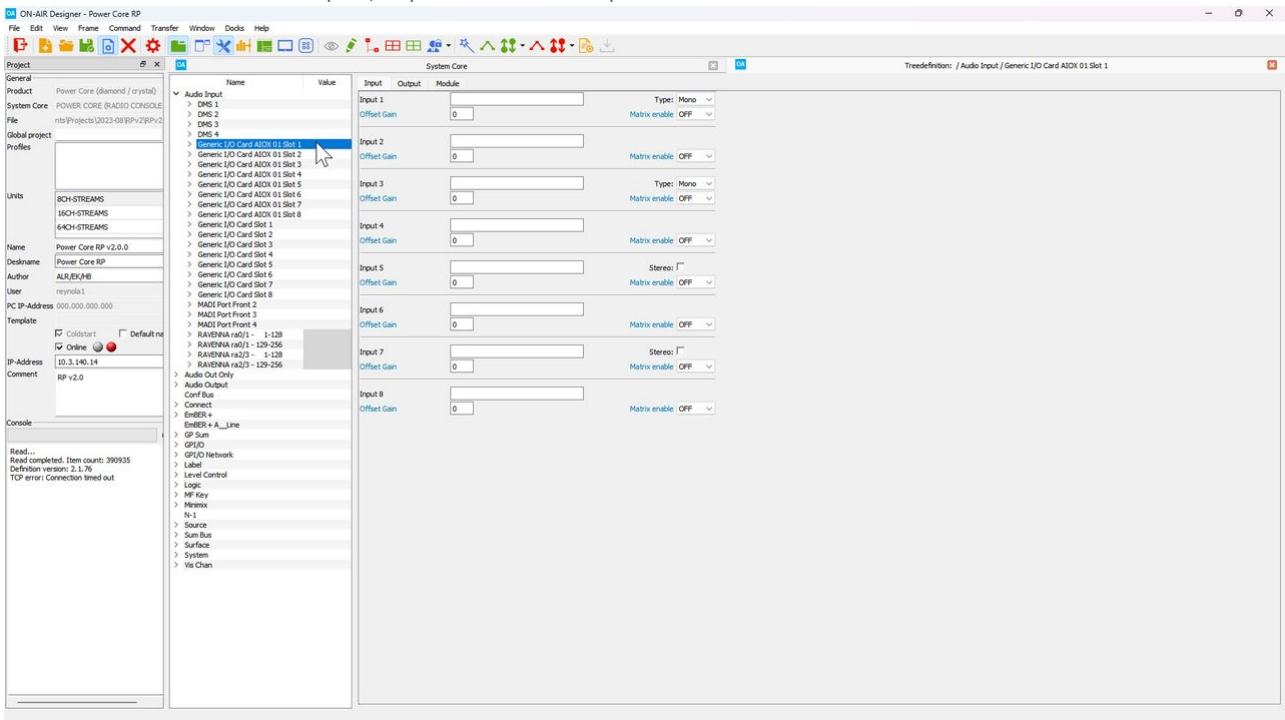 ON-AIR Designer - Power Core RP
File Edit View Frame Command Transfer Window Docks Help
Project
System Core
Treedefinition: / Audio Input / Generic I/O Card AIOX 01 Slot 1
General
Product Power Core (diamond / crystal)
System Core POWER CORE (RADIO CONSOLE
File nts\Projects\2023-08\RPv2\RPv2
Global project
Profiles
Units
8CH-STREAMS
16CH-STREAMS
64CH-STREAMS
Name Power Core RP v2.0.0
Deskname Power Core RP
Author ALR/EK/HB
User reynola1
PC IP-Address 000.000.000.000
Template
Coldstart Default na
Online
IP-Address 10.3.140.14
Comment RP v2.0
Console
Read...
Read completed. Item count: 390935
Definition version: 2.1.76
TCP error: Connection timed out
Name Value
Audio Input
DMS 1
DMS 2
DMS 3
DMS 4
Generic I/O Card AIOX 01 Slot 1
Generic I/O Card AIOX 01 Slot 2
Generic I/O Card AIOX 01 Slot 3
Generic I/O Card AIOX 01 Slot 4
Generic I/O Card AIOX 01 Slot 5
Generic I/O Card AIOX 01 Slot 6
Generic I/O Card AIOX 01 Slot 7
Generic I/O Card AIOX 01 Slot 8
Generic I/O Card Slot 1
Generic I/O Card Slot 2
Generic I/O Card Slot 3
Generic I/O Card Slot 4
Generic I/O Card Slot 5
Generic I/O Card Slot 6
Generic I/O Card Slot 7
Generic I/O Card Slot 8
MADI Port Front 2
MADI Port Front 3
MADI Port Front 4
RAVENNA ra0/1 - 1-128
RAVENNA ra0/1 - 129-256
RAVENNA ra2/3 - 1-128
RAVENNA ra2/3 - 129-256
Audio Out Only
Audio Output
Conf Bus
Connect
EmBER+
EmBER+ A__Line
GP Sum
GPI/O
GPI/O Network
Label
Level Control
Logic
MF Key
Minimix
N-1
Source
Sum Bus
Surface
System
Vis Chan
Input Output Module
Input 1 Type: Mono
Offset Gain 0 Matrix enable OFF
Input 2
Offset Gain 0 Matrix enable OFF
Input 3 Type: Mono
Offset Gain 0 Matrix enable OFF
Input 4
Offset Gain 0 Matrix enable OFF
Input 5 Stereo:
Offset Gain 0 Matrix enable OFF
Input 6
Offset Gain 0 Matrix enable OFF
Input 7 Stereo:
Offset Gain 0 Matrix enable OFF
Input 8
Offset Gain 0 Matrix enable OFF